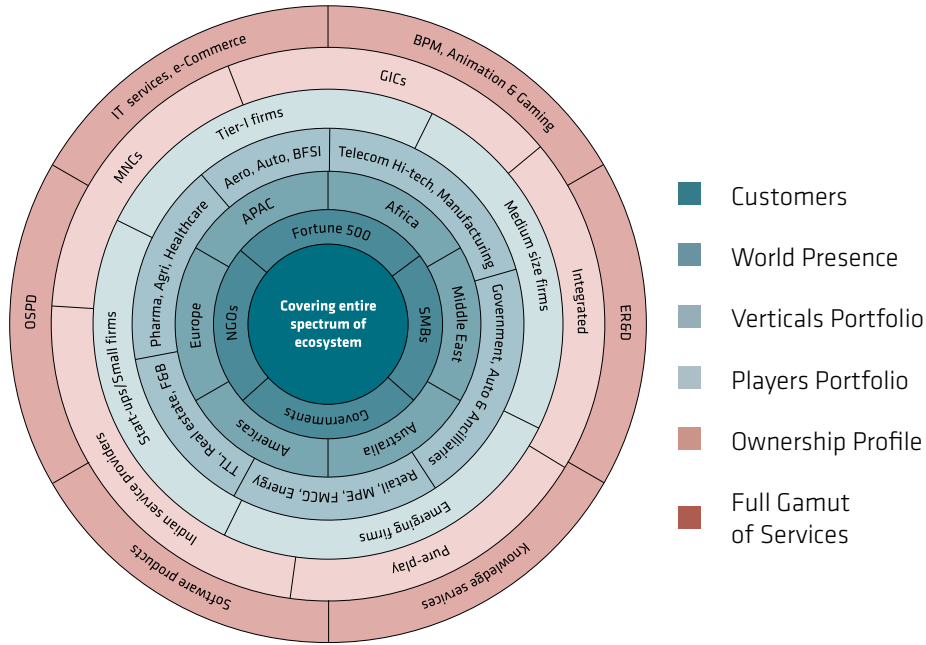 IT services, e-Commerce
BPM, Animation & Gaming
ER&D
Knowledge services
Software products
OSPD
MNCs
GICs
Integrated
Pure-play
Indian service providers
Tier-I firms
Medium size firms
Emerging firms
Start-ups/Small firms
Aero, Auto, BFSI
Telecom Hi-tech, Manufacturing
Government, Auto & Ancilliaries
Retail, MPE, FMCG, Energy
TTL, Real estate, F&B
Pharma, Agri, Healthcare
APAC
Africa
Middle East
Australia
Americas
Europe
Fortune 500
SMBs
Governments
NGOs
Covering entire
spectrum of
ecosystem
Customers
World Presence
Verticals Portfolio
Players Portfolio
Ownership Profile
Full Gamut
of Services